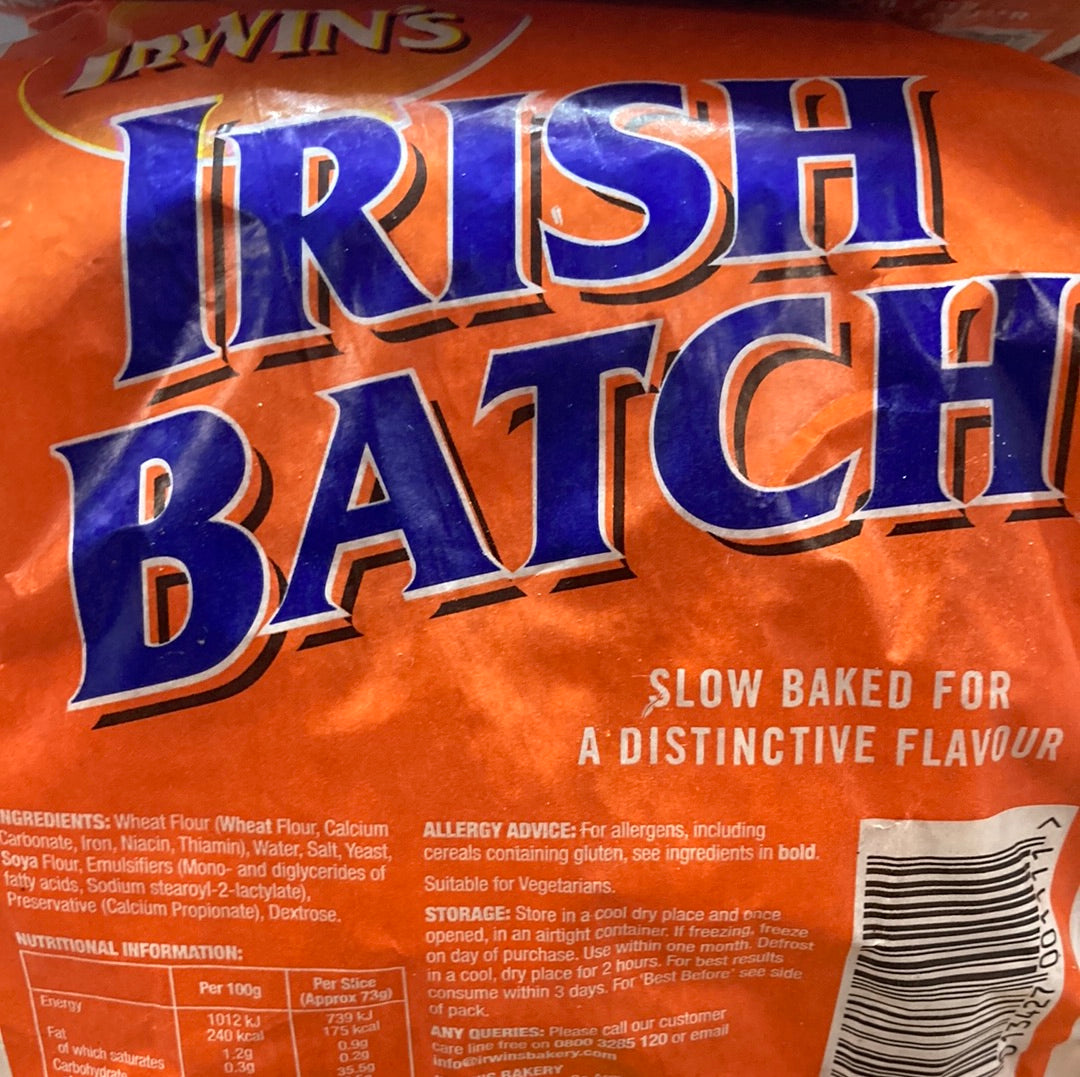 IRWIN'S
IRISH
BATCH
SLOW BAKED FOR
A DISTINCTIVE FLAVOUR
NGREDIENTS: Wheat Flour (Wheat Flour, Calcium
Carbonate, Iron, Niacin, Thiamin), Water, Salt, Yeast,
Soya Flour, Emulsifiers (Mono- and diglycerides of
fatty acids, Sodium stearoyl-2-lactylate),
Preservative (Calcium Propionate), Dextrose.
NUTRITIONAL INFORMATION:
Per 100g Per Slice
(Approx 73g)
Energy 1012 kJ 739 kJ
240 kcal 175 kcal
Fat 1.2g 0.9g
of which saturates 0.3g 0.2g
Carbohydrate 35.5g
ALLERGY ADVICE: For allergens, including
cereals containing gluten, see ingredients in bold.
Suitable for Vegetarians.
STORAGE: Store in a cool dry place and once
opened, in an airtight container. If freezing, freeze
on day of purchase. Use within one month. Defrost
in a cool, dry place for 2 hours. For best results
consume within 3 days. For 'Best Before' see side
of pack.
ANY QUERIES: Please call our customer
care line free on 0800 3285 120 or email
info@irwinsbakery.com
BAKERY